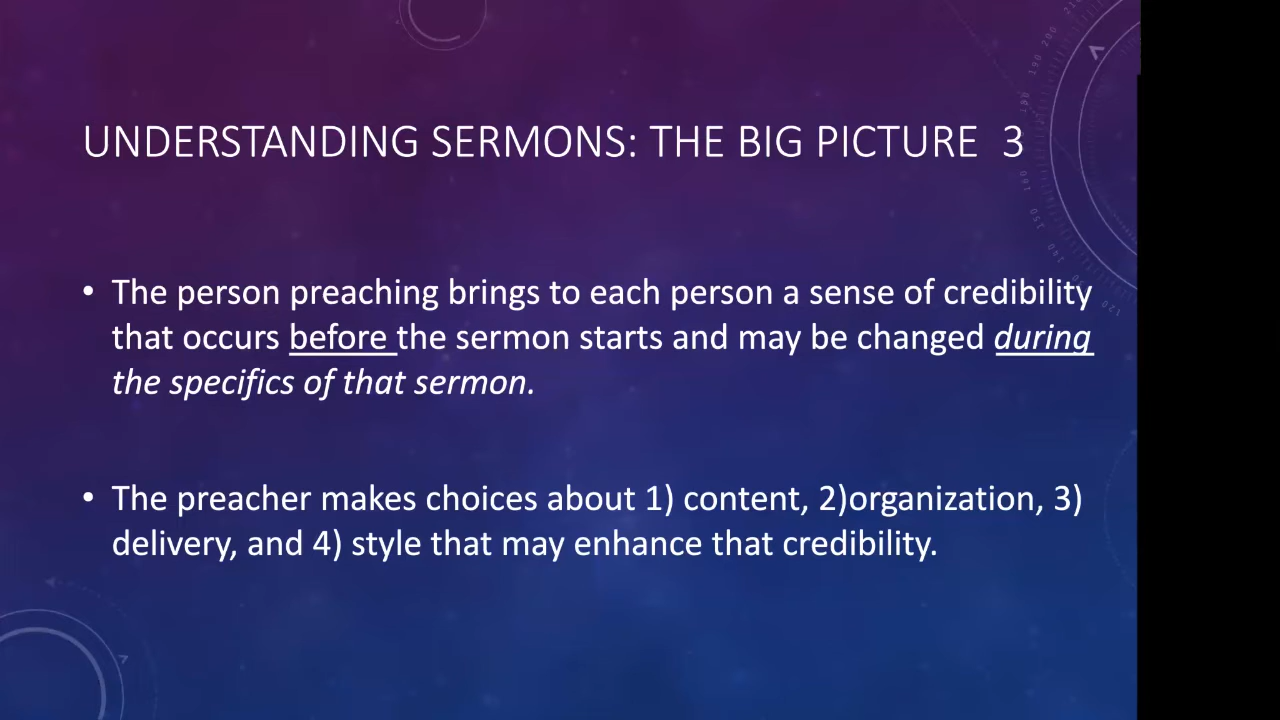 UNDERSTANDING SERMONS: THE BIG PICTURE 3
• The person preaching brings to each person a sense of credibility
that occurs before the sermon starts and may be changed during
the specifics of that sermon.
• The preacher makes choices about 1) content, 2)organization, 3)
delivery, and 4) style that may enhance that credibility.